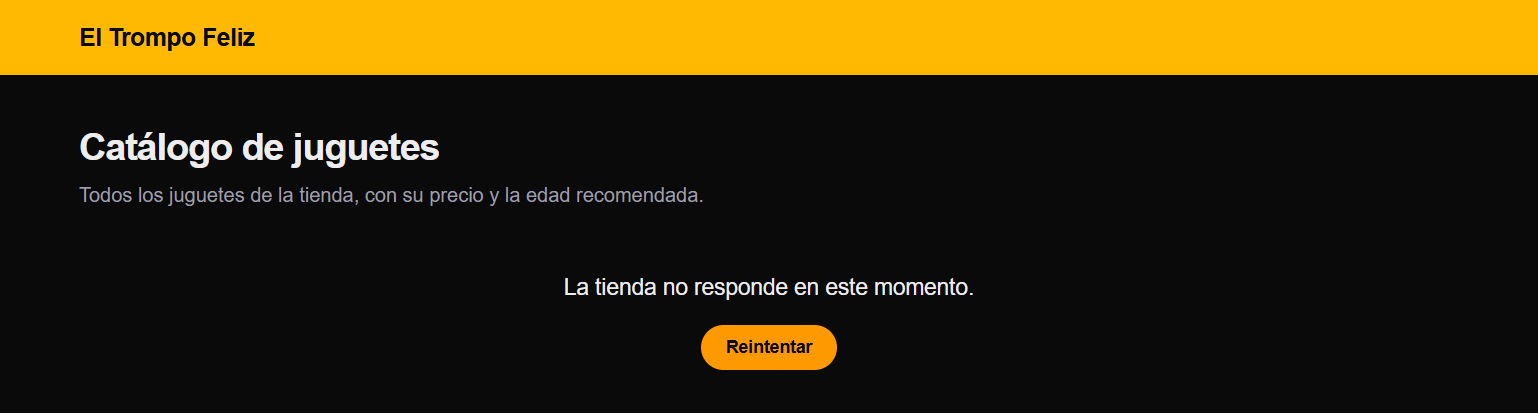 El Trompo Feliz
Catálogo de juguetes
Todos los juguetes de la tienda, con su precio y la edad recomendada.
La tienda no responde en este momento.
Reintentar